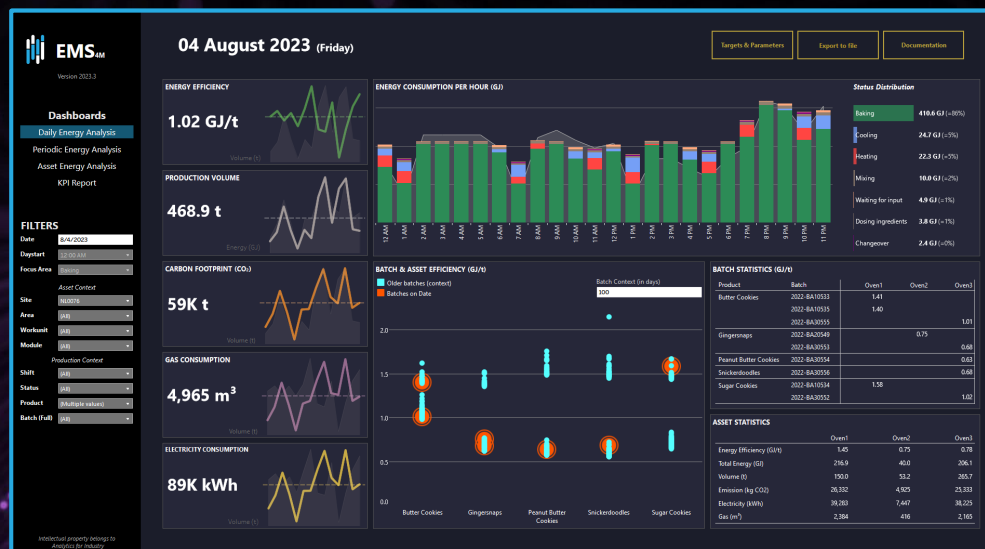 EMS4M
Version 2023.3
Dashboards
Daily Energy Analysis
Periodic Energy Analysis
Asset Energy Analysis
KPI Report
FILTERS
Date 8/4/2023
Daystart 12:00 AM
Focus Area Baking
Asset Context
Site NL0076
Area (All)
Workunit (All)
Module (All)
Production Context
Shift (All)
Status (All)
Product (Multiple values)
Batch (Full) (All)
Intellectual property belongs to
Analytics for Industry
04 August 2023 (Friday)
Targets & Parameters
Export to file
Documentation
ENERGY EFFICIENCY
1.02 GJ/t
Volume (t)
PRODUCTION VOLUME
468.9 t
Energy (GJ)
CARBON FOOTPRINT (CO₂)
59K t
Volume (t)
GAS CONSUMPTION
4,965 m³
Volume (t)
ELECTRICITY CONSUMPTION
89K kWh
Volume (t)
ENERGY CONSUMPTION PER HOUR (GJ)
12 AM 1 AM 2 AM 3 AM 4 AM 5 AM 6 AM 7 AM 8 AM 9 AM 10 AM 11 AM 12 PM 1 PM 2 PM 3 PM 4 PM 5 PM 6 PM 7 PM 8 PM 9 PM 10 PM 11 PM
Status Distribution
Baking 410.6 GJ (≈86%)
Cooling 24.7 GJ (≈5%)
Heating 22.3 GJ (≈5%)
Mixing 10.0 GJ (≈2%)
Waiting for input 4.9 GJ (≈1%)
Dosing ingredients 3.8 GJ (≈1%)
Changeover 2.4 GJ (≈0%)
BATCH & ASSET EFFICIENCY (GJ/t)
Older batches (context)
Batches on Date
Batch Context (in days)
100
2.0
1.5
1.0
0.5
0.0
Butter Cookies Gingersnaps Peanut Butter Cookies Snickerdoodles Sugar Cookies
BATCH STATISTICS (GJ/t)
Product Batch Oven1 Oven2 Oven3
Butter Cookies 2022-BA10533 1.41
2022-BA10535 1.40
2022-BA30555 1.01
Gingersnaps 2022-BA20549 0.75
2022-BA30553 0.68
Peanut Butter Cookies 2022-BA30554 0.63
Snickerdoodles 2022-BA30556 0.68
Sugar Cookies 2022-BA10534 1.58
2022-BA30552 1.02
ASSET STATISTICS
Oven1 Oven2 Oven3
Energy Efficiency (GJ/t) 1.45 0.75 0.78
Total Energy (GJ) 216.9 40.0 206.1
Volume (t) 150.0 53.2 265.7
Emission (kg CO2) 26,332 4,925 25,333
Electricity (kWh) 39,283 7,447 38,225
Gas (m³) 2,384 416 2,165